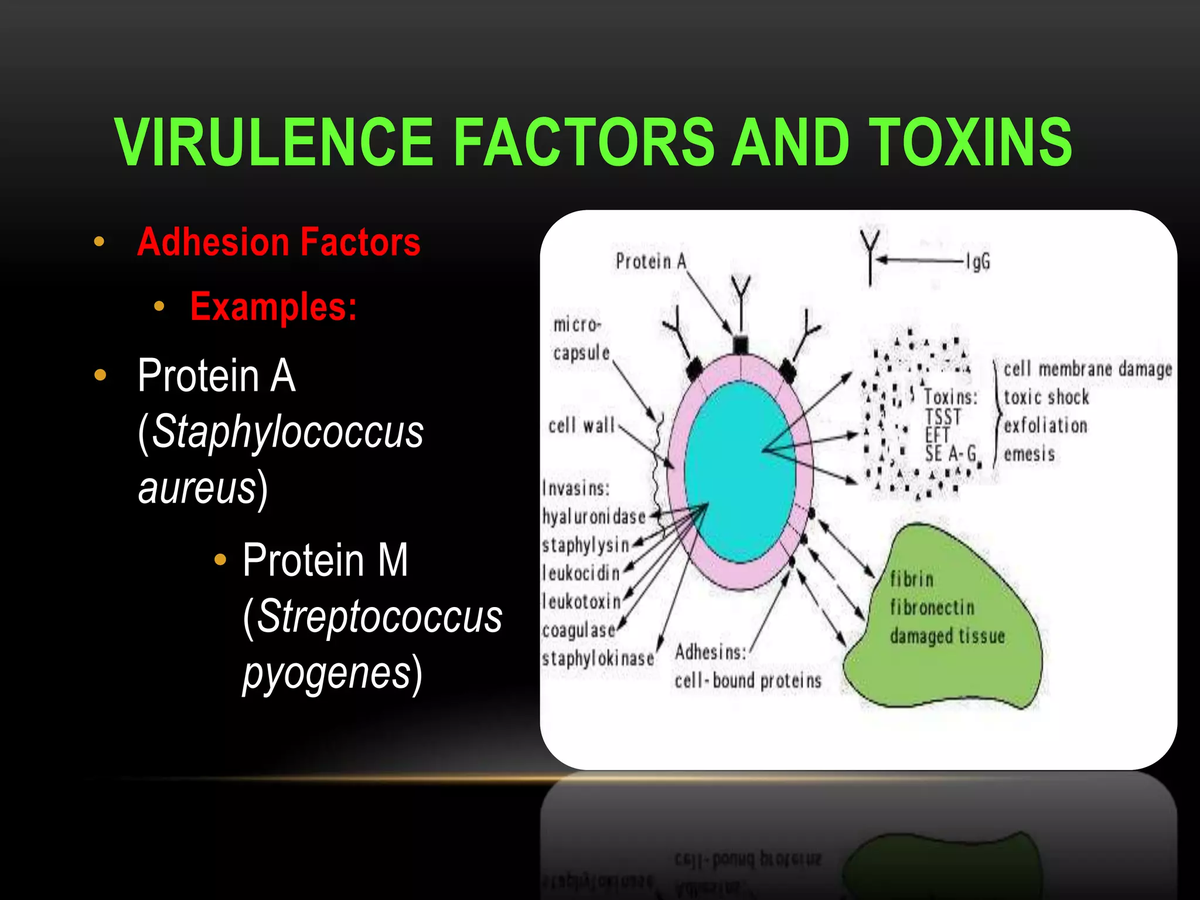 VIRULENCE FACTORS AND TOXINS
• Adhesion Factors
• Examples:
• Protein A
(Staphylococcus
aureus)
• Protein M
(Streptococcus
pyogenes)
Protein A
IgG
micro-
capsule
cell wall
Invasins:
hyaluronidase
staphylysin
leukocidin
leukotoxin
coagulase
staphylokinase
Adhesins:
cell-bound proteins
Toxins:
TSST
EFT
SE A-G
cell membrane damage
toxic shock
exfoliation
emesis
fibrin
fibronectin
damaged tissue